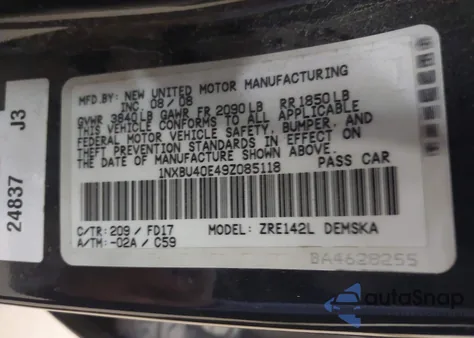 MFD.BY: NEW UNITED MOTOR MANUFACTURING
INC. 08 / 08
GVWR 3840LB GAWR FR 2090LB RR 1850LB
THIS VEHICLE CONFORMS TO ALL APPLICABLE
FEDERAL MOTOR VEHICLE SAFETY, BUMPER, AND
THEFT PREVENTION STANDARDS IN EFFECT ON
THE DATE OF MANUFACTURE SHOWN ABOVE.
1NXBU40E49Z085118 PASS CAR
C/TR: 209 / FD17 MODEL: ZRE142L DEMSKA
A/TM: -02A / C59
BA4628255
24837 J3
autoSnap